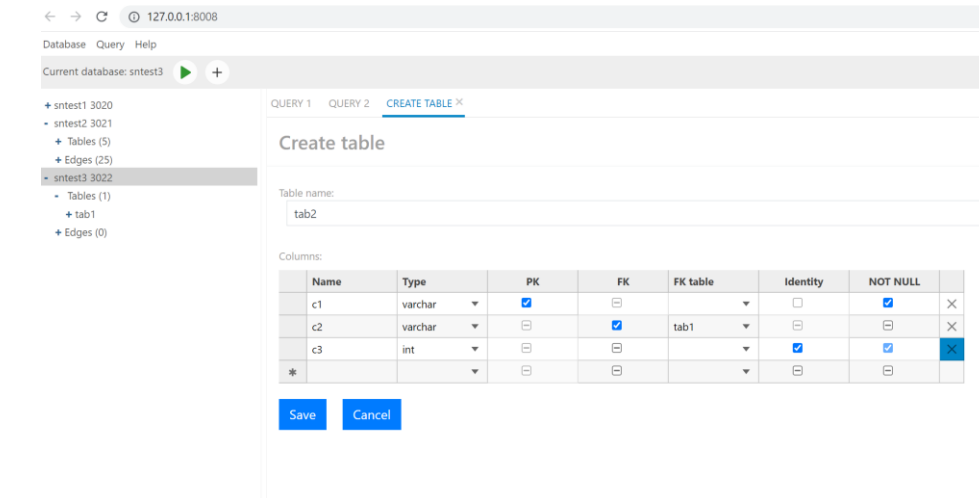 127.0.0.1:8008
Database Query Help
Current database: sntest3
+ sntest1 3020
- sntest2 3021
+ Tables (5)
+ Edges (25)
- sntest3 3022
- Tables (1)
+ tab1
+ Edges (0)
QUERY 1 QUERY 2 CREATE TABLE ×
Create table
Table name:
tab2
Columns:
Name Type PK FK FK table Identity NOT NULL
c1 varchar
c2 varchar tab1
c3 int
*
Save Cancel